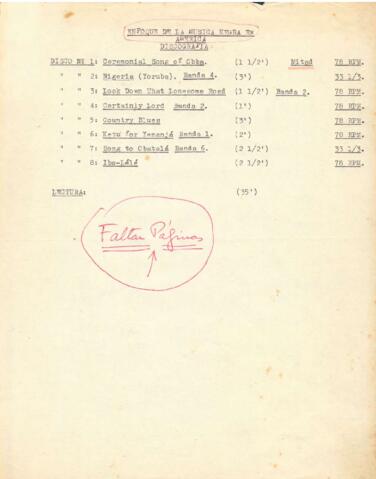 ENFOQUE DE LA MUSICA NEGRA EN
AMERICA
DISCOGRAFIA
DISCO Nº 1: Ceremonial Song of Obba. (1 1/2') Mitad 78 RPM.
" " 2: Nigeria (Yoruba). Banda 4. (3') 33 1/3.
" " 3: Look Down That Lonesome Road (1 1/2') Banda 2. 78 RPM.
" " 4: Certainly Lord Banda 2. (1') 78 RPM.
" " 5: Country Blues (3') 78 RPM.
" " 6: for Yemanjá Banda 1. (2') 78 RPM.
" " 7: Song to Obatalá Banda 6. (2 1/2') 33 1/3.
" " 8: Iba-Lélé (2 1/2') 78 RPM.
LECTURA: (35')
Faltan Páginas